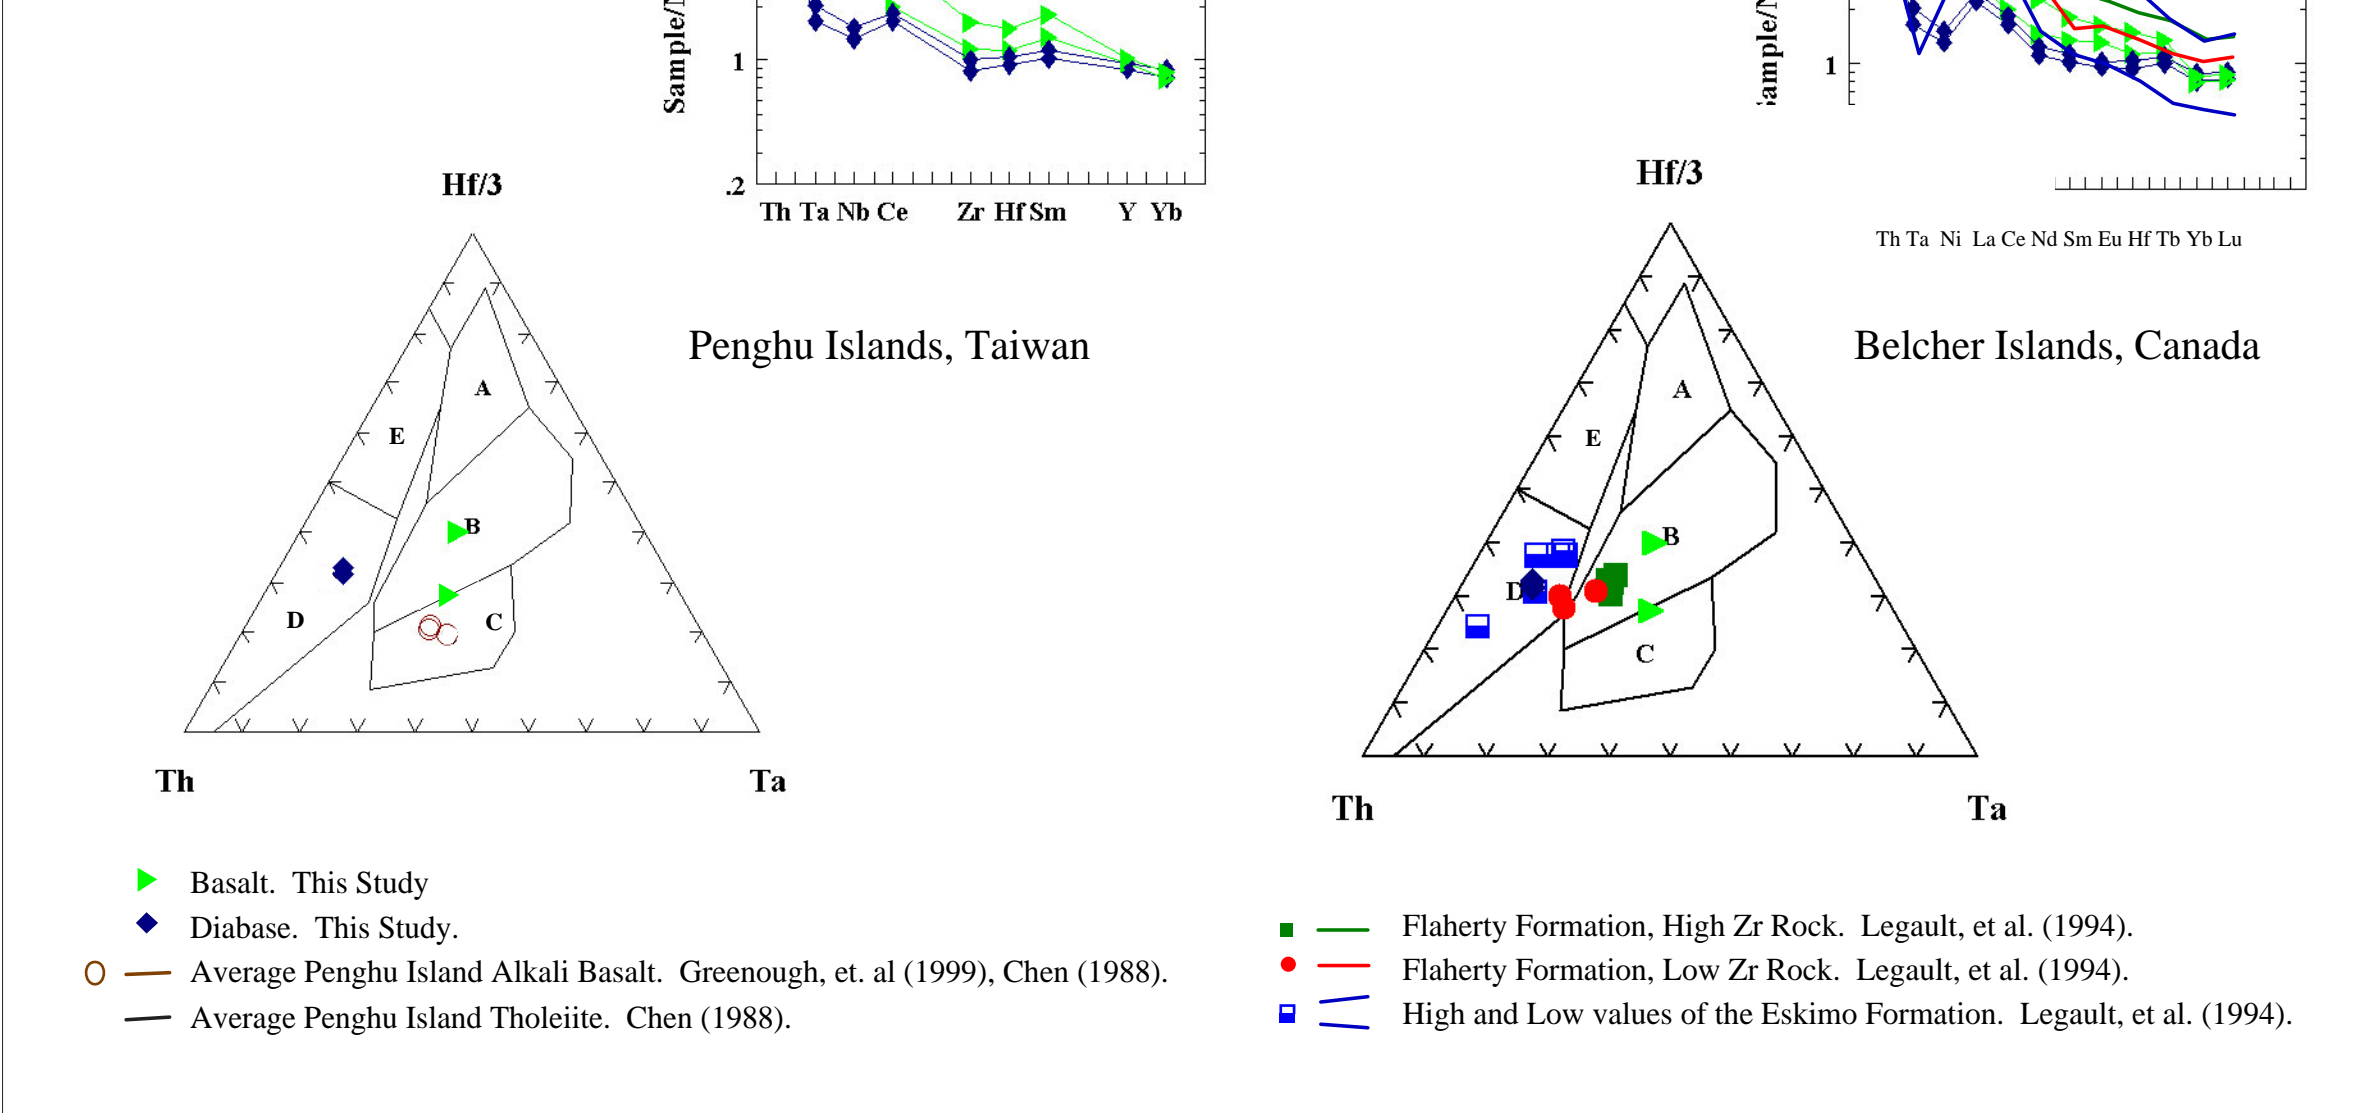 Sample/
1
.2
Th Ta Nb Ce Zr Hf Sm Y Yb
1
Th Ta Ni La Ce Nd Sm Eu Hf Tb Yb Lu
Hf/3
A
E
B
D
C
Th
Ta
Penghu Islands, Taiwan
Hf/3
A
E
B
D
C
Th
Ta
Belcher Islands, Canada
Basalt. This Study
Diabase. This Study.
Average Penghu Island Alkali Basalt. Greenough, et. al (1999), Chen (1988).
Average Penghu Island Tholeiite. Chen (1988).
Flaherty Formation, High Zr Rock. Legault, et al. (1994).
Flaherty Formation, Low Zr Rock. Legault, et al. (1994).
High and Low values of the Eskimo Formation. Legault, et al. (1994).